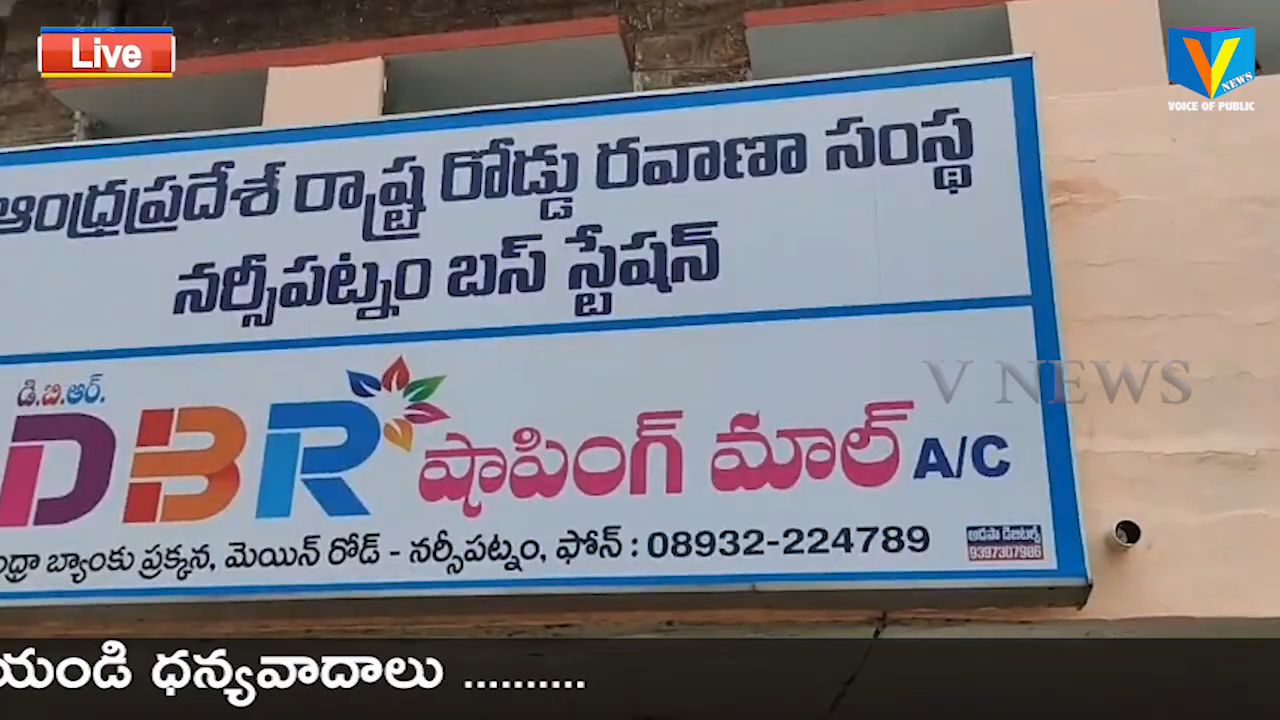 Live
V NEWS
VOICE OF PUBLIC
ఆంధ్రప్రదేశ్ రాష్ట్ర రోడ్డు రవాణా సంస్థ
నర్సీపట్నం బస్ స్టేషన్
డి.బి.ఆర్.
DBR షాపింగ్ మాల్ A/C
V NEWS
బ్యాంకు ప్రక్కన, మెయిన్ రోడ్ - నర్సీపట్నం, ఫోన్ : 08932-224789
9397307986
ధన్యవాదాలు ..........